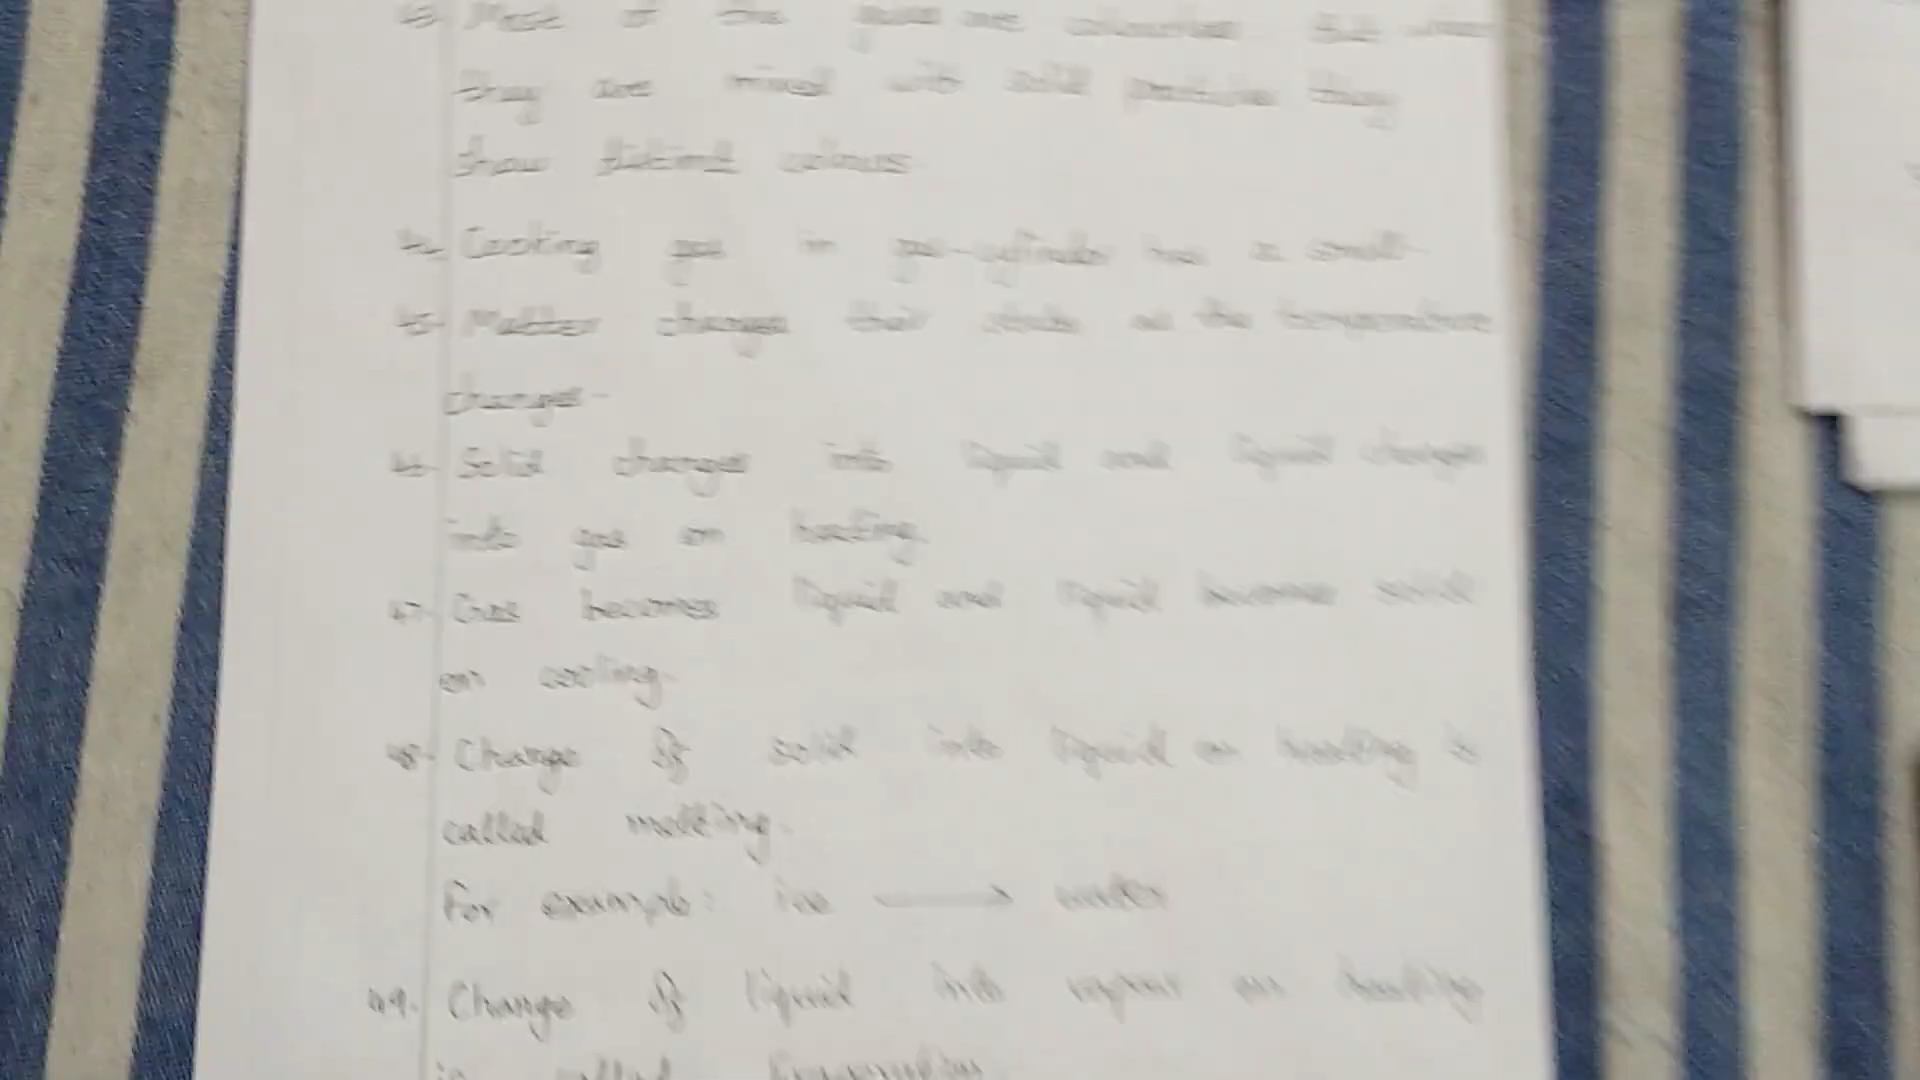 43. Most of the gases are colourless. But when
they are mixed with solid particles they
show distinct colours
44. Cooking gas in gas-cylinder has a smell-
45. Matter changes their state as the temperature
changes-
46. Solid changes into liquid and liquid changes
into gas on heating.
47. Gas becomes liquid and liquid becomes solid
on cooling.
48. Change of solid into liquid on heating is
called melting.
For example: ice ⟶ water
49. Change of liquid into vapour on heating
is called